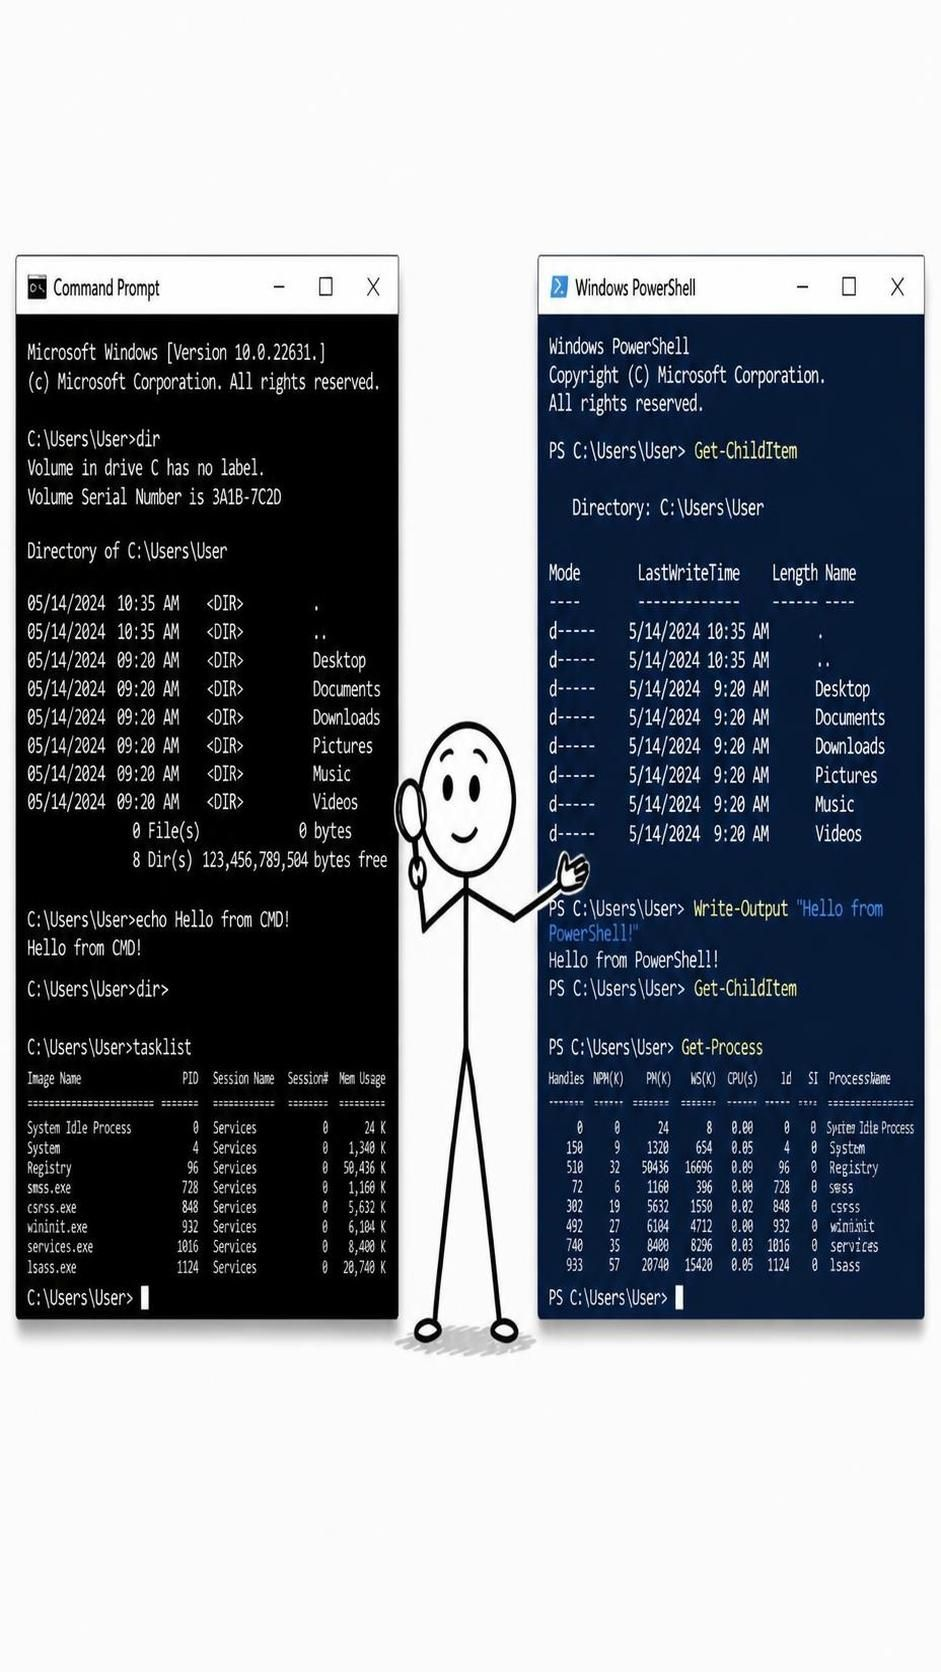 Command Prompt
Microsoft Windows [Version 10.0.22631.]
(c) Microsoft Corporation. All rights reserved.
C:\Users\User>dir
Volume in drive C has no label.
Volume Serial Number is 3A1B-7C2D
Directory of C:\Users\User
05/14/2024 10:35 AM <DIR> .
05/14/2024 10:35 AM <DIR> ..
05/14/2024 09:20 AM <DIR> Desktop
05/14/2024 09:20 AM <DIR> Documents
05/14/2024 09:20 AM <DIR> Downloads
05/14/2024 09:20 AM <DIR> Pictures
05/14/2024 09:20 AM <DIR> Music
05/14/2024 09:20 AM <DIR> Videos
0 File(s) 0 bytes
8 Dir(s) 123,456,789,504 bytes free
C:\Users\User>echo Hello from CMD!
Hello from CMD!
C:\Users\User>dir>
C:\Users\User>tasklist
Image Name PID Session Name Session# Mem Usage
======================= ======= ============ ======== =========
System Idle Process 0 Services 0 24 K
System 4 Services 0 1,340 K
Registry 96 Services 0 50,436 K
smss.exe 728 Services 0 1,160 K
csrss.exe 848 Services 0 5,632 K
wininit.exe 932 Services 0 6,104 K
services.exe 1016 Services 0 8,400 K
lsass.exe 1124 Services 0 20,740 K
C:\Users\User>
Windows PowerShell
Windows PowerShell
Copyright (C) Microsoft Corporation.
All rights reserved.
PS C:\Users\User> Get-ChildItem
Directory: C:\Users\User
Mode LastWriteTime Length Name
---- ------------- ------ ----
d----- 5/14/2024 10:35 AM .
d----- 5/14/2024 10:35 AM ..
d----- 5/14/2024 9:20 AM Desktop
d----- 5/14/2024 9:20 AM Documents
d----- 5/14/2024 9:20 AM Downloads
d----- 5/14/2024 9:20 AM Pictures
d----- 5/14/2024 9:20 AM Music
d----- 5/14/2024 9:20 AM Videos
PS C:\Users\User> Write-Output "Hello from
PowerShell!"
Hello from PowerShell!
PS C:\Users\User> Get-ChildItem
PS C:\Users\User> Get-Process
Handles NPM(K) PM(K) WS(K) CPU(s) Id SI ProcessName
------- ------ ------- ------- ------ ----- ---- ================
0 0 24 8 0.00 0 0 System Idle Process
150 9 1320 654 0.05 4 0 System
510 32 50436 16696 0.09 96 0 Registry
72 6 1160 396 0.00 728 0
302 19 5632 1550 0.02 848 0 csrss
492 27 6104 4712 0.00 932 0 wininit
740 35 8400 8296 0.03 1016 0 services
933 57 20740 15420 0.05 1124 0 lsass
PS C:\Users\User>